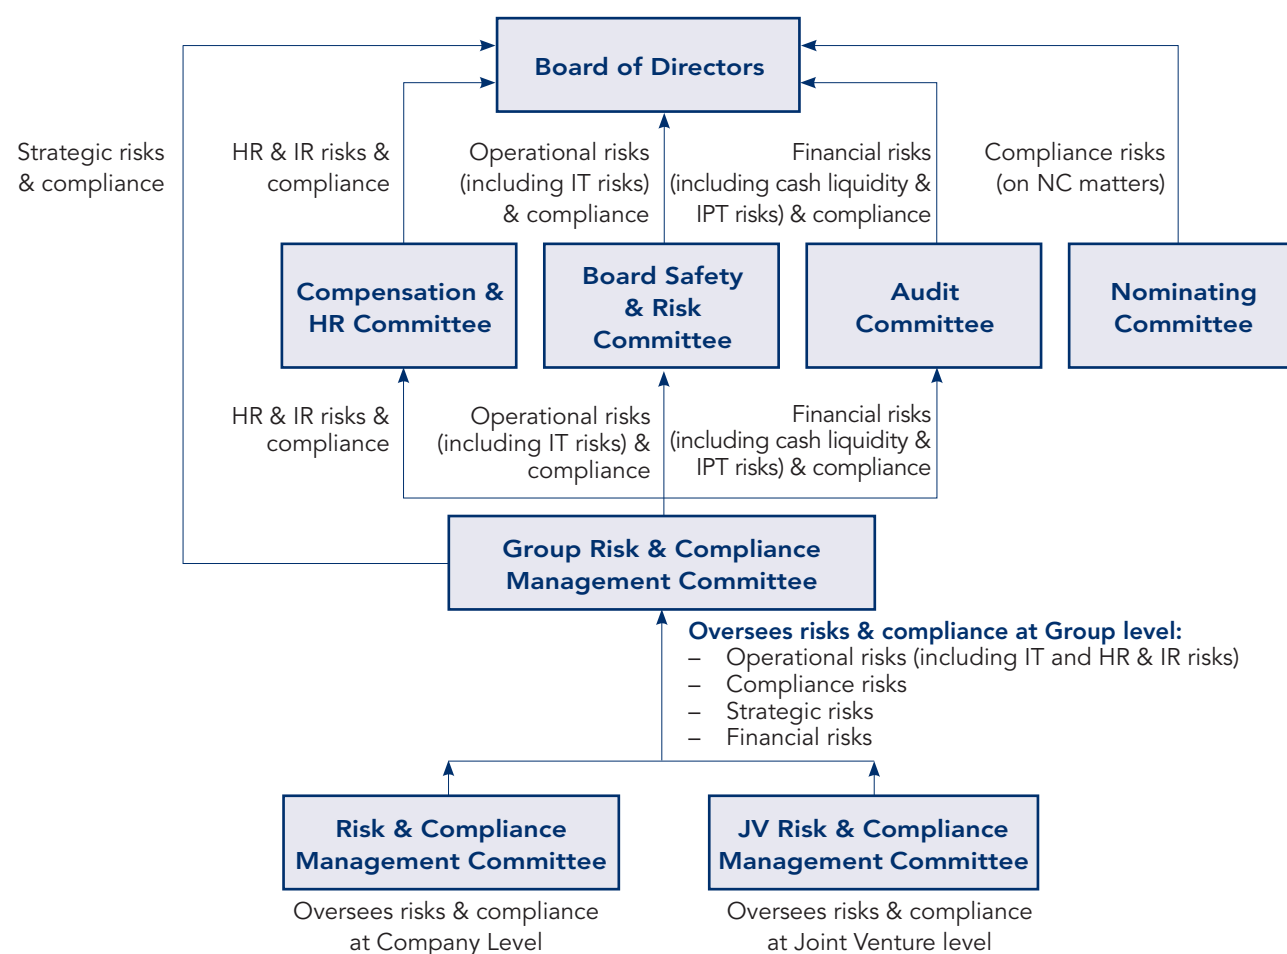 Board of Directors
Strategic risks
& compliance
HR & IR risks &
compliance
Operational risks
(including IT risks)
& compliance
Financial risks
(including cash liquidity &
IPT risks) & compliance
Compliance risks
(on NC matters)
Compensation &
HR Committee
Board Safety
& Risk
Committee
Audit
Committee
Nominating
Committee
HR & IR risks &
compliance
Operational risks
(including IT risks) &
compliance
Financial risks
(including cash liquidity &
IPT risks) & compliance
Group Risk & Compliance
Management Committee
Oversees risks & compliance at Group level:
– Operational risks (including IT and HR & IR risks)
– Compliance risks
– Strategic risks
– Financial risks
Risk & Compliance
Management Committee
Oversees risks & compliance
at Company Level
JV Risk & Compliance
Management Committee
Oversees risks & compliance
at Joint Venture level